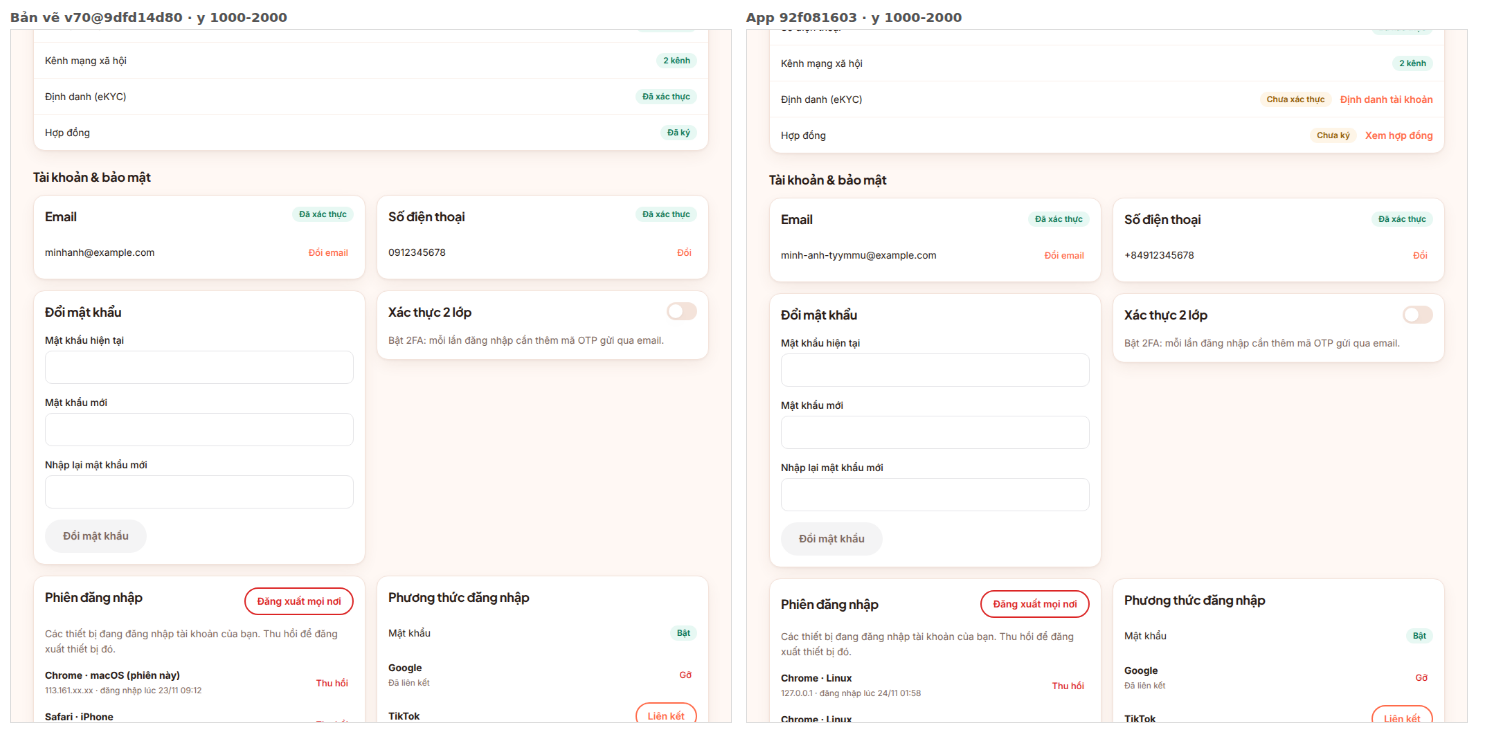 Bản vẽ v70@9dfd14d80 · y 1000-2000
Kênh mạng xã hội
2 kênh
Định danh (eKYC)
Đã xác thực
Hợp đồng
Đã ký
Tài khoản & bảo mật
Email
Đã xác thực
minhanh@example.com
Đổi email
Số điện thoại
Đã xác thực
0912345678
Đổi
Đổi mật khẩu
Mật khẩu hiện tại
Mật khẩu mới
Nhập lại mật khẩu mới
Đổi mật khẩu
Xác thực 2 lớp
Bật 2FA: mỗi lần đăng nhập cần thêm mã OTP gửi qua email.
Phiên đăng nhập
Đăng xuất mọi nơi
Các thiết bị đang đăng nhập tài khoản của bạn. Thu hồi để đăng
xuất thiết bị đó.
Chrome · macOS (phiên này)
113.161.xx.xx · đăng nhập lúc 23/11 09:12
Thu hồi
Safari · iPhone
Phương thức đăng nhập
Mật khẩu
Bật
Google
Đã liên kết
Gỡ
TikTok
Liên kết
App 92f081603 · y 1000-2000
Số điện thoại
Kênh mạng xã hội
2 kênh
Định danh (eKYC)
Chưa xác thực
Định danh tài khoản
Hợp đồng
Chưa ký
Xem hợp đồng
Tài khoản & bảo mật
Email
Đã xác thực
minh-anh-tyymmu@example.com
Đổi email
Số điện thoại
Đã xác thực
+84912345678
Đổi
Đổi mật khẩu
Mật khẩu hiện tại
Mật khẩu mới
Nhập lại mật khẩu mới
Đổi mật khẩu
Xác thực 2 lớp
Bật 2FA: mỗi lần đăng nhập cần thêm mã OTP gửi qua email.
Phiên đăng nhập
Đăng xuất mọi nơi
Các thiết bị đang đăng nhập tài khoản của bạn. Thu hồi để đăng
xuất thiết bị đó.
Chrome · Linux
127.0.0.1 · đăng nhập lúc 24/11 01:58
Thu hồi
Chrome · Linux
Phương thức đăng nhập
Mật khẩu
Bật
Google
Đã liên kết
Gỡ
TikTok
Liên kết